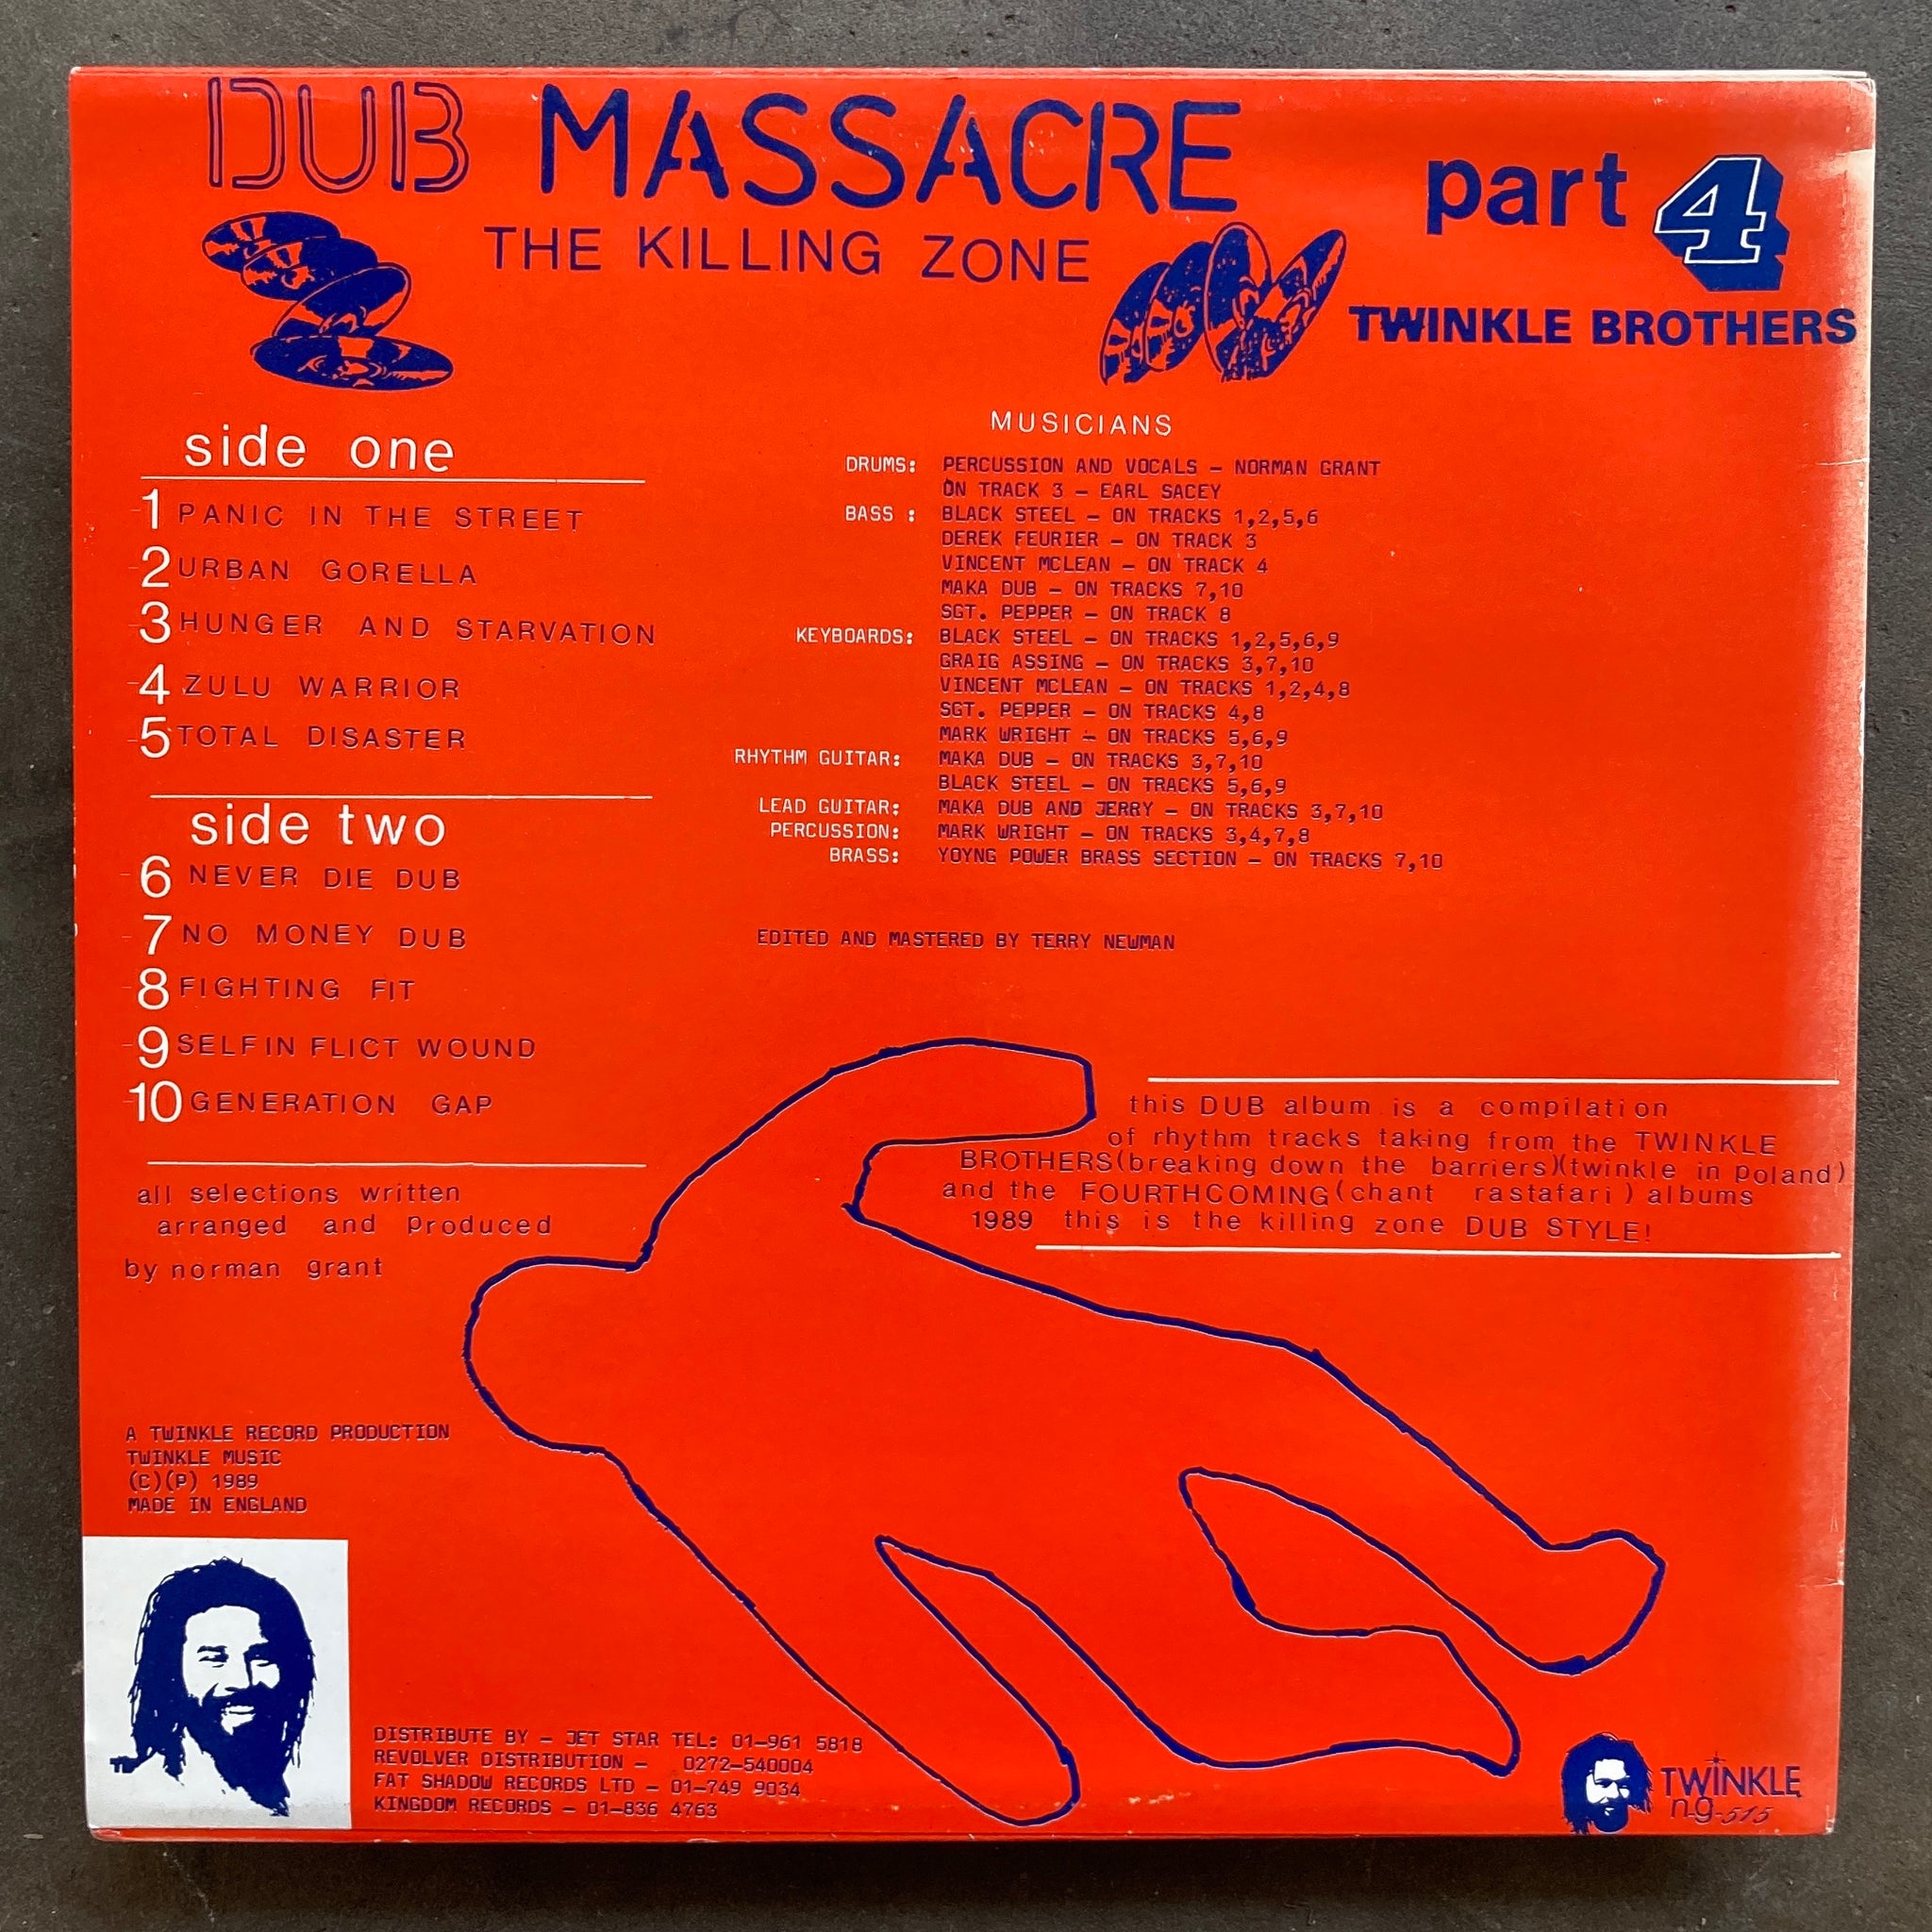 DUB MASSACRE
THE KILLING ZONE
part 4
TWINKLE BROTHERS
side one
1 PANIC IN THE STREET
2 URBAN GORELLA
3 HUNGER AND STARVATION
4 ZULU WARRIOR
5 TOTAL DISASTER
side two
6 NEVER DIE DUB
7 NO MONEY DUB
8 FIGHTING FIT
9 SELFIN FLICT WOUND
10 GENERATION GAP
all selections written
arranged and produced
by norman grant
MUSICIANS
DRUMS: PERCUSSION AND VOCALS – NORMAN GRANT
ON TRACK 3 – EARL SACEY
BASS : BLACK STEEL – ON TRACKS 1,2,5,6
DEREK FEURIER – ON TRACK 3
VINCENT MCLEAN – ON TRACK 4
MAKA DUB – ON TRACKS 7,10
SGT. PEPPER – ON TRACK 8
KEYBOARDS: BLACK STEEL – ON TRACKS 1,2,5,6,9
GRAIG ASSING – ON TRACKS 3,7,10
VINCENT MCLEAN – ON TRACKS 1,2,4,8
SGT. PEPPER – ON TRACKS 4,8
MARK WRIGHT – ON TRACKS 5,6,9
RHYTHM GUITAR: MAKA DUB – ON TRACKS 3,7,10
BLACK STEEL – ON TRACKS 5,6,9
LEAD GUITAR: MAKA DUB AND JERRY – ON TRACKS 3,7,10
PERCUSSION: MARK WRIGHT – ON TRACKS 3,4,7,8
BRASS: YOYNG POWER BRASS SECTION – ON TRACKS 7,10
EDITED AND MASTERED BY TERRY NEWMAN
this DUB album is a compilation
of rhythm tracks taking from the TWINKLE
BROTHERS(breaking down the barriers)(twinkle in poland)
and the FOURTHCOMING(chant rastafari) albums
1989 this is the killing zone DUB STYLE!
A TWINKLE RECORD PRODUCTION
TWINKLE MUSIC
(C)(P) 1989
MADE IN ENGLAND
DISTRIBUTE BY – JET STAR TEL: 01–961 5818
REVOLVER DISTRIBUTION – 0272–540004
FAT SHADOW RECORDS LTD – 01–749 9034
KINGDOM RECORDS – 01–836 4763
TWINKLE
n-g-515